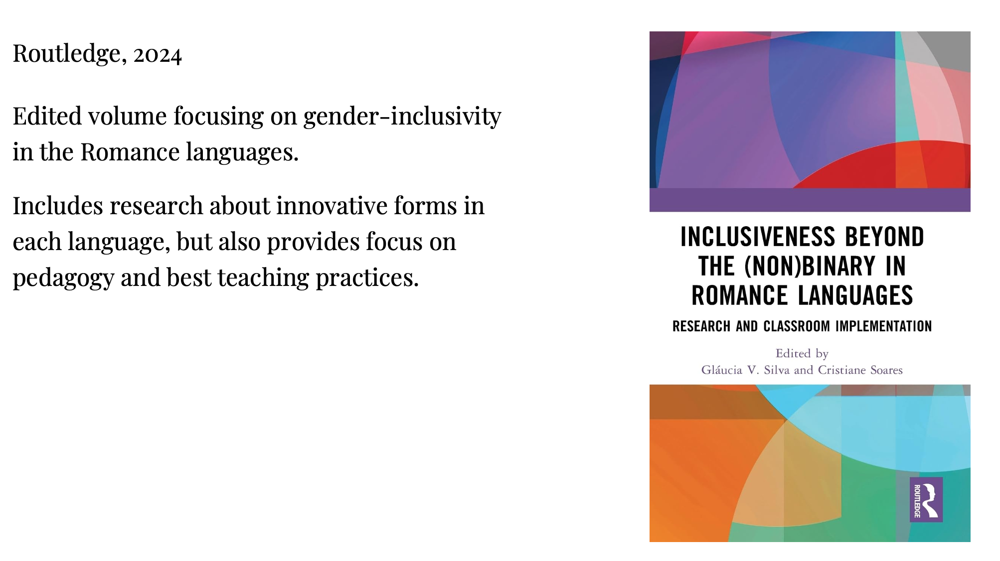 Routledge, 2024
Edited volume focusing on gender-inclusivity
in the Romance languages.
Includes research about innovative forms in
each language, but also provides focus on
pedagogy and best teaching practices.
INCLUSIVENESS BEYOND
THE (NON)BINARY IN
ROMANCE LANGUAGES
RESEARCH AND CLASSROOM IMPLEMENTATION
Edited by
Gláucia V. Silva and Cristiane Soares
ROUTLEDGE